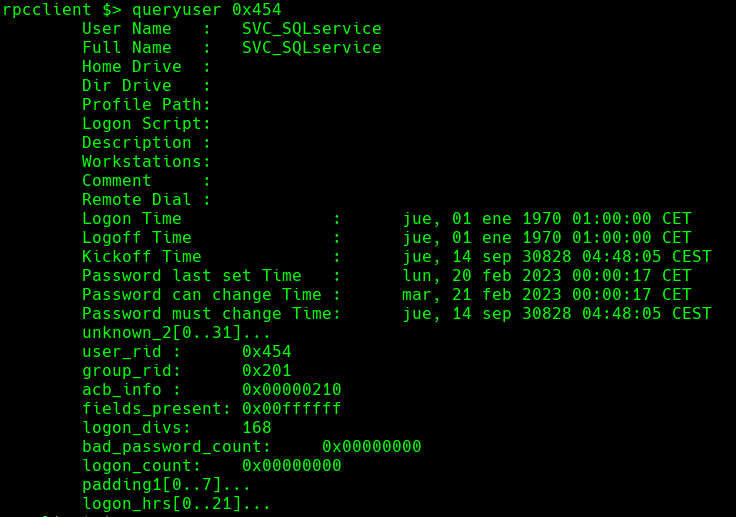 rpcclient $> queryuser 0x454
User Name   :   SVC_SQLservice
Full Name   :   SVC_SQLservice
Home Drive  :
Dir Drive   :
Profile Path:
Logon Script:
Description :
Workstations:
Comment     :
Remote Dial :
Logon Time               :      jue, 01 ene 1970 01:00:00 CET
Logoff Time              :      jue, 01 ene 1970 01:00:00 CET
Kickoff Time             :      jue, 14 sep 30828 04:48:05 CEST
Password last set Time   :      lun, 20 feb 2023 00:00:17 CET
Password can change Time :      mar, 21 feb 2023 00:00:17 CET
Password must change Time:      jue, 14 sep 30828 04:48:05 CEST
unknown_2[0..31]...
user_rid :      0x454
group_rid:      0x201
acb_info :      0x00000210
fields_present: 0x00ffffff
logon_divs:     168
bad_password_count:     0x00000000
logon_count:    0x00000000
padding1[0..7]...
logon_hrs[0..21]...